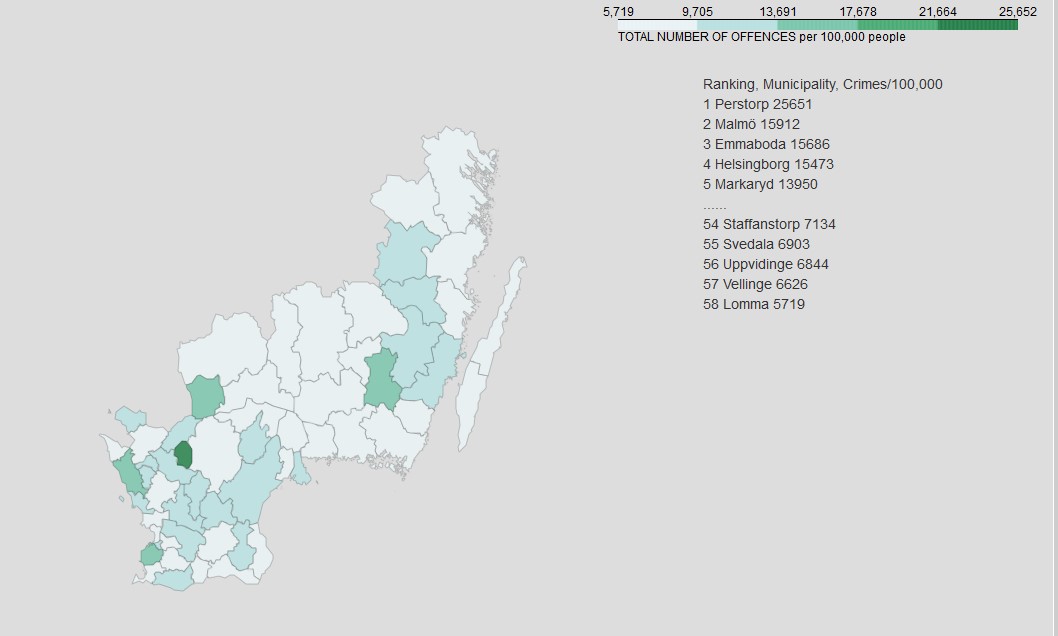 5,719 9,705 13,691 17,678 21,664 25,652
TOTAL NUMBER OF OFFENCES per 100,000 people
Ranking, Municipality, Crimes/100,000
1 Perstorp 25651
2 Malmö 15912
3 Emmaboda 15686
4 Helsingborg 15473
5 Markaryd 13950
......
54 Staffanstorp 7134
55 Svedala 6903
56 Uppvidinge 6844
57 Vellinge 6626
58 Lomma 5719